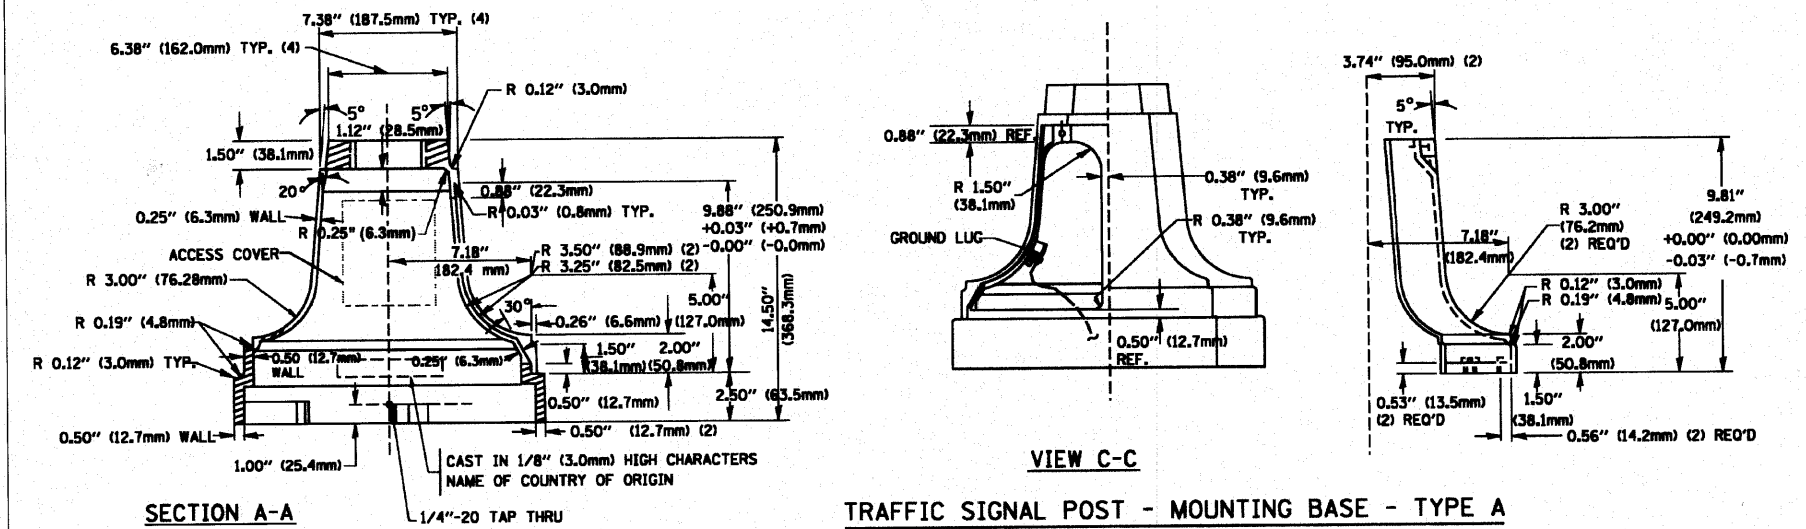 7.38" (187.5mm) TYP. (4)
6.38" (162.0mm) TYP. (4)
R 0.12" (3.0mm)
5°
5°
1.12" (28.5mm)
1.50" (38.1mm)
20°
0.88" (22.3mm)
0.25" (6.3mm) WALL
R 0.03" (0.8mm) TYP.
R 0.25" (6.3mm)
9.88" (250.9mm)
+0.03" (+0.7mm)
-0.00" (-0.0mm)
ACCESS COVER
7.18"
(182.4 mm)
R 3.50" (88.9mm) (2)
R 3.25" (82.5mm) (2)
R 3.00" (76.28mm)
30°
5.00"
(127.0mm)
14.50"
(368.3mm)
R 0.19" (4.8mm)
0.26" (6.6mm)
R 0.12" (3.0mm) TYP.
0.50 (12.7mm)
WALL
0.25" (6.3mm)
1.50"
(38.1mm)
2.00"
(50.8mm)
0.50" (12.7mm)
2.50" (63.5mm)
0.50" (12.7mm) WALL
0.50" (12.7mm) (2)
1.00" (25.4mm)
CAST IN 1/8" (3.0mm) HIGH CHARACTERS
NAME OF COUNTRY OF ORIGIN
1/4"-20 TAP THRU
SECTION A-A
0.88" (22.3mm) REF.
R 1.50"
(38.1mm)
0.38" (9.6mm)
TYP.
R 0.38" (9.6mm)
TYP.
GROUND LUG
0.50" (12.7mm)
REF.
VIEW C-C
3.74" (95.0mm) (2)
5°
TYP.
9.81"
(249.2mm)
+0.00" (0.00mm)
-0.03" (-0.7mm)
R 3.00"
(76.2mm)
(2) REQ'D
7.18"
(182.4mm)
R 0.12" (3.0mm)
R 0.19" (4.8mm)
5.00"
(127.0mm)
2.00"
(50.8mm)
0.53" (13.5mm)
(2) REQ'D
1.50"
(38.1mm)
0.56" (14.2mm) (2) REQ'D
TRAFFIC SIGNAL POST - MOUNTING BASE - TYPE A